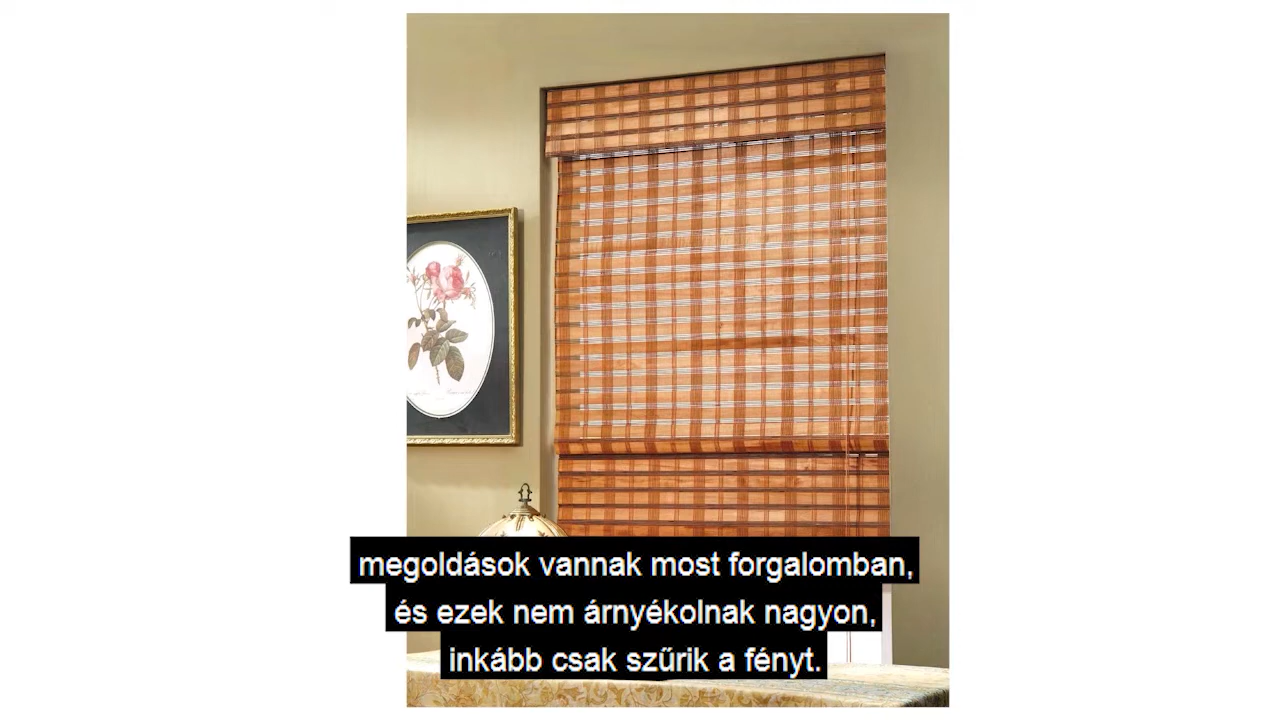 megoldások vannak most forgalomban,
és ezek nem árnyékolnak nagyon,
inkább csak szűrik a fényt.